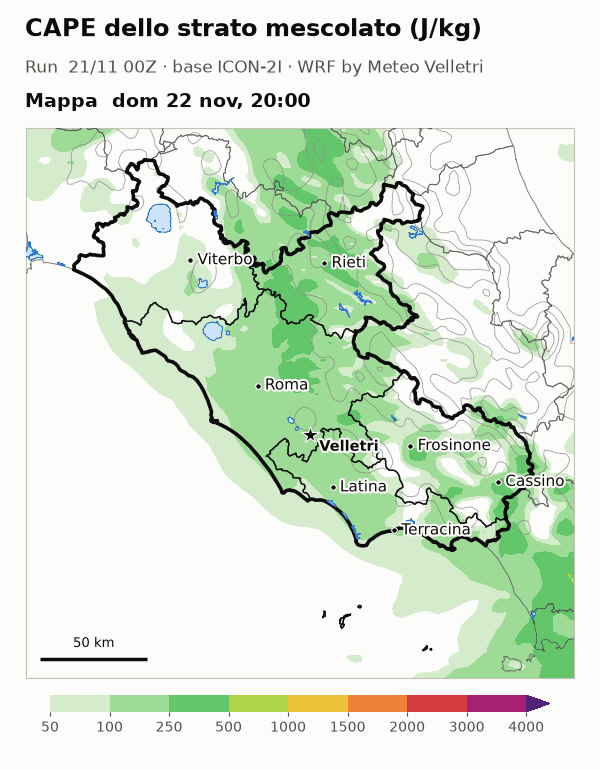 CAPE dello strato mescolato (J/kg)
Run 21/11 00Z · base ICON-2I · WRF by Meteo Velletri
Mappa dom 22 nov, 20:00
Viterbo
Rieti
Roma
Velletri
Frosinone
Latina
Cassino
Terracina
50 km
50 100 250 500 1000 1500 2000 3000 4000